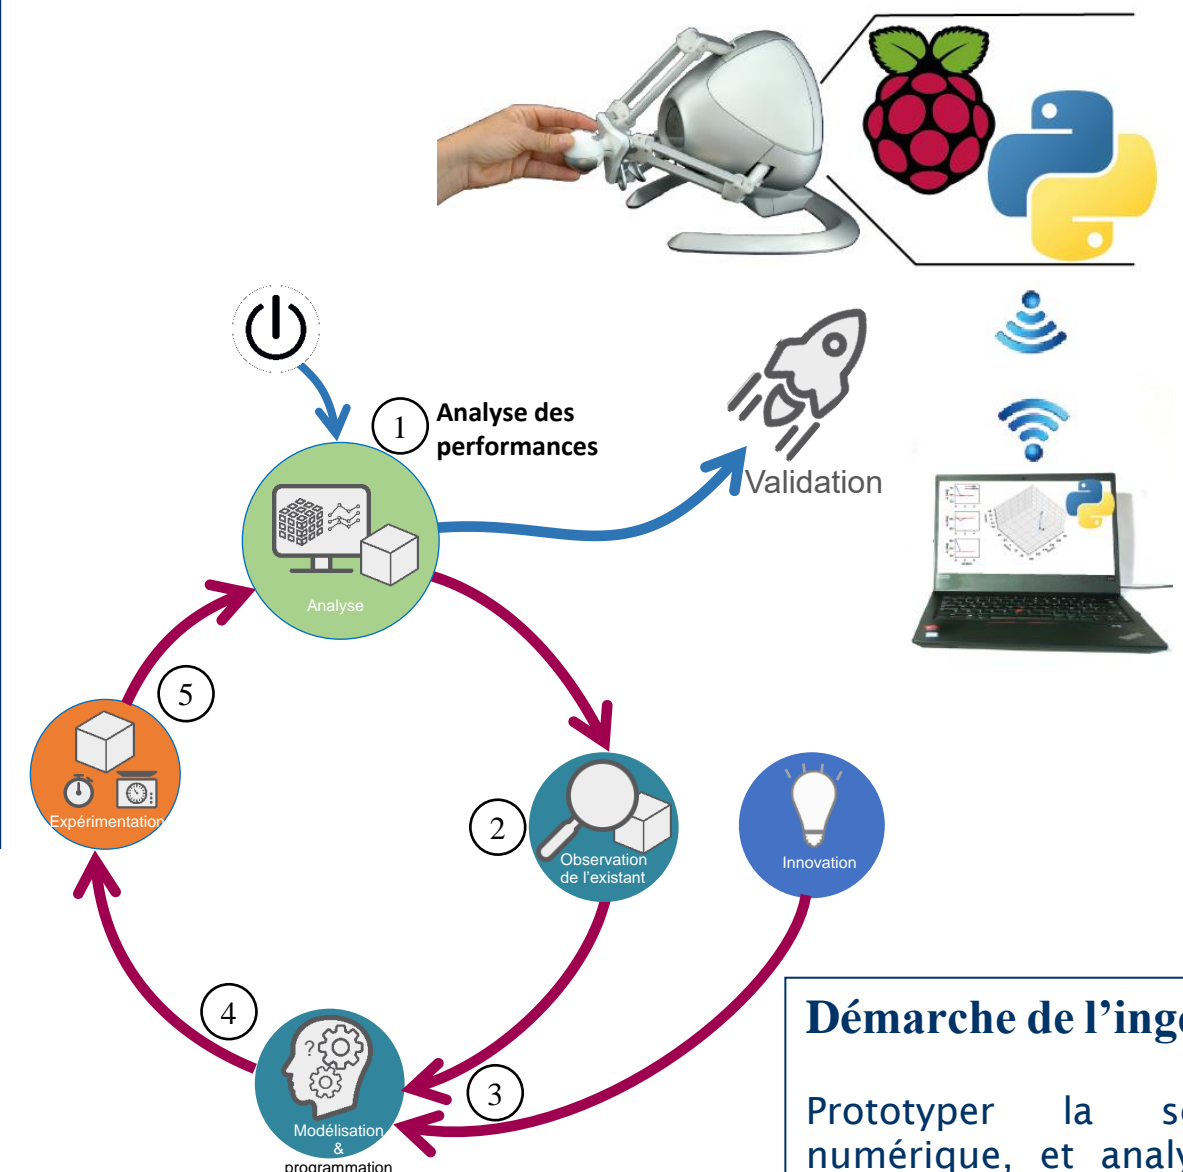 1
Analyse des
performances
Validation
Analyse
5
Expérimentation
2
Observation
de l'existant
Innovation
4
?
3
Modélisation
&
programmation
Démarche de l'ing
Prototyper la
numérique, et